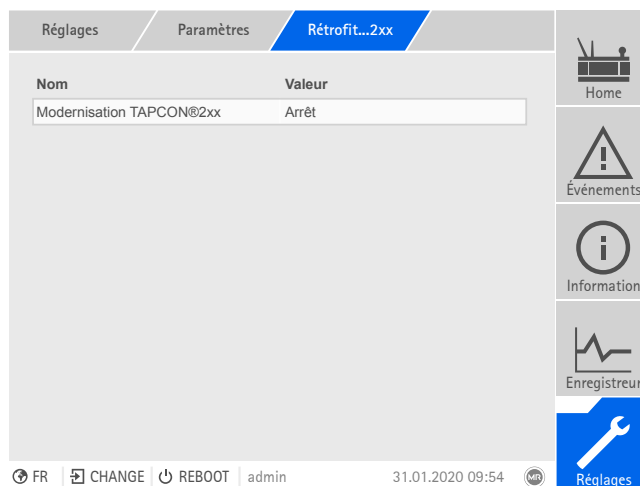 Réglages Paramètres Rétrofit...2xx
Nom Valeur
Modernisation TAPCON®2xx Arrêt
Home
Événements
Information
Enregistreur
Réglages
FR CHANGE REBOOT admin 31.01.2020 09:54 MR